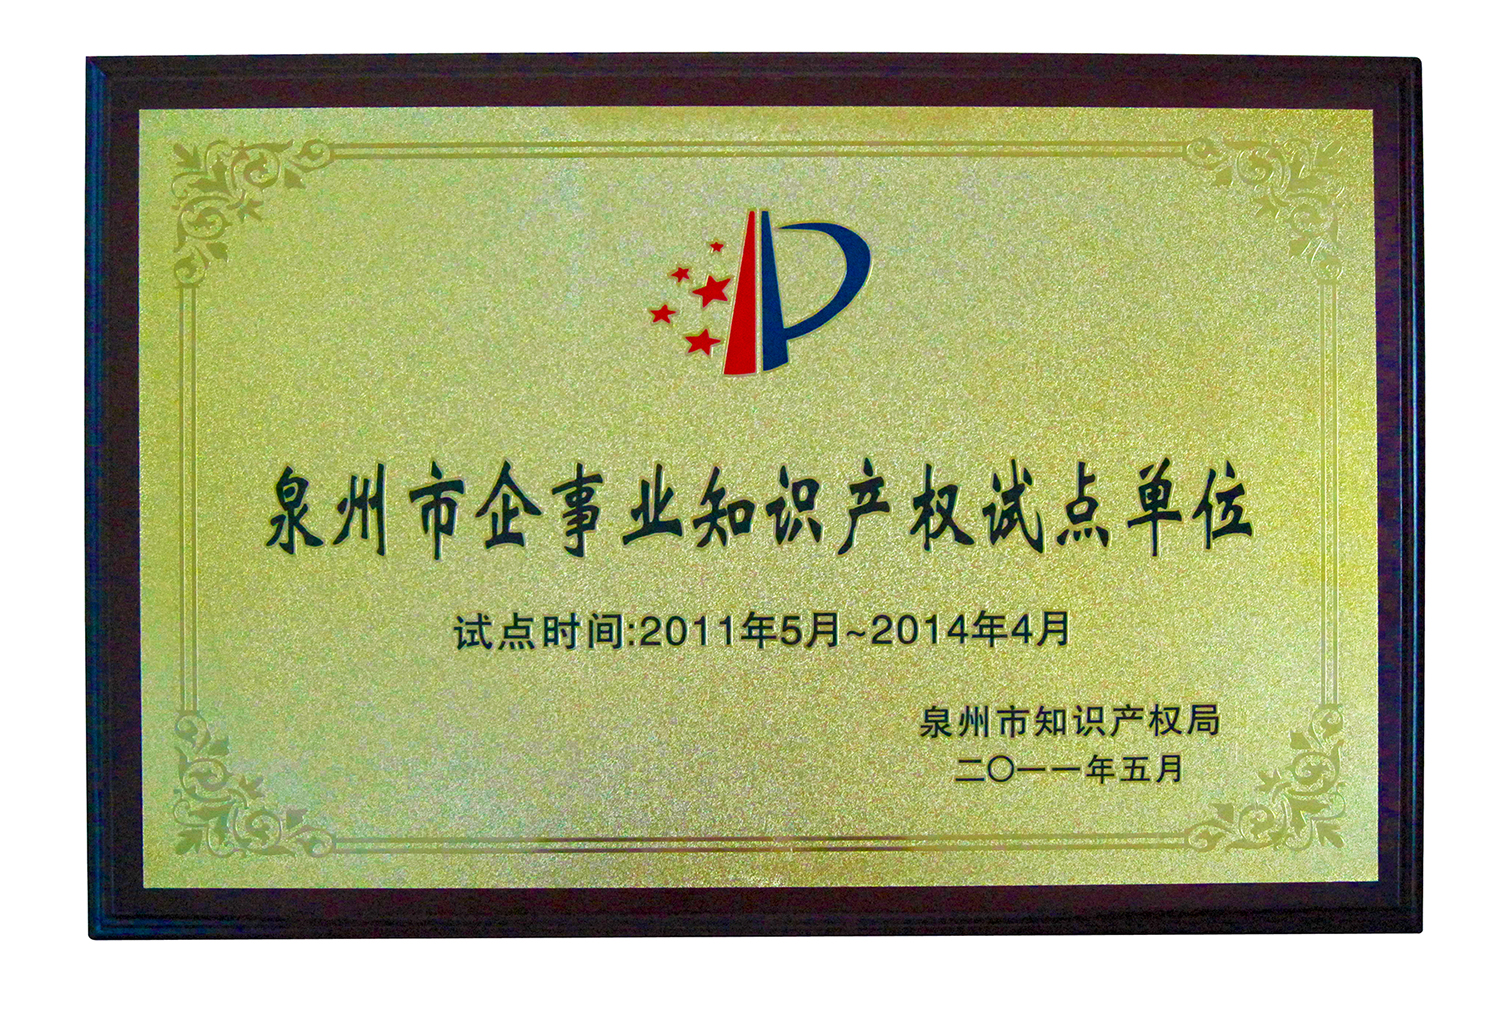 泉州市企事业知识产权试点单位
试点时间:2011年5月~2014年4月
泉州市知识产权局
二〇一一年五月